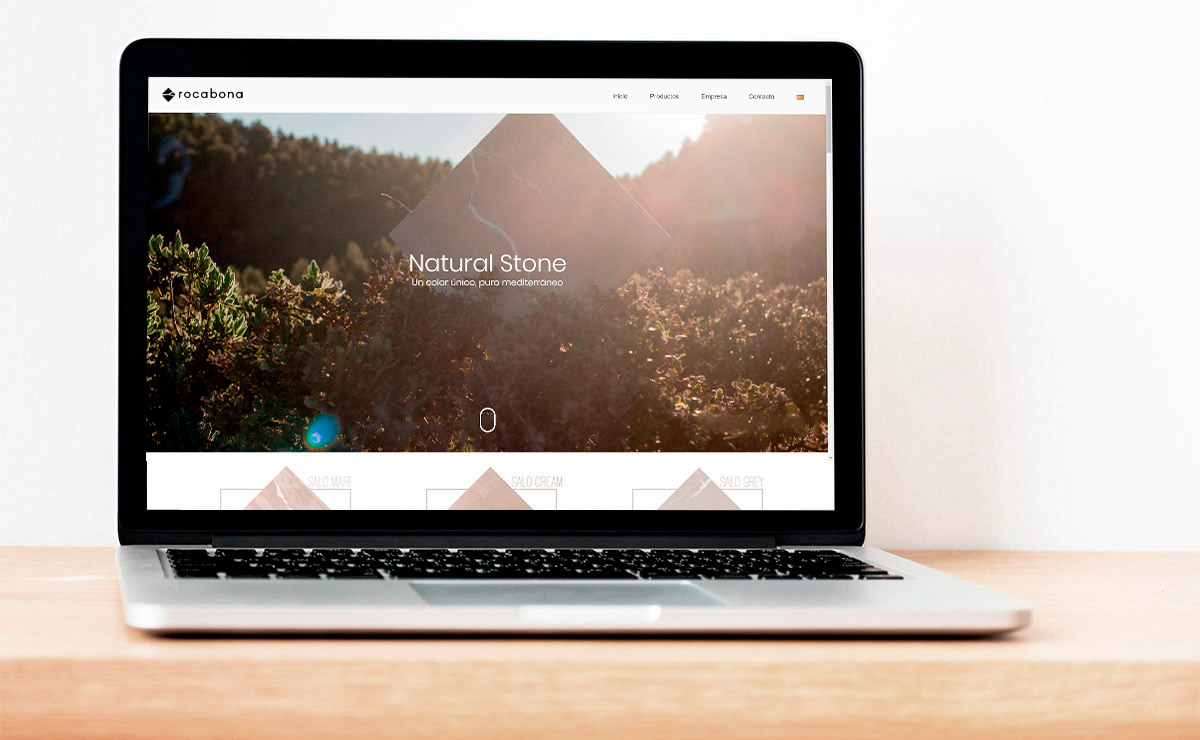 rocabona
Inicio Productos Empresa Contacto
Natural Stone
Un color único, puro mediterráneo
SALO MARE SALO CREAM SALO GREY